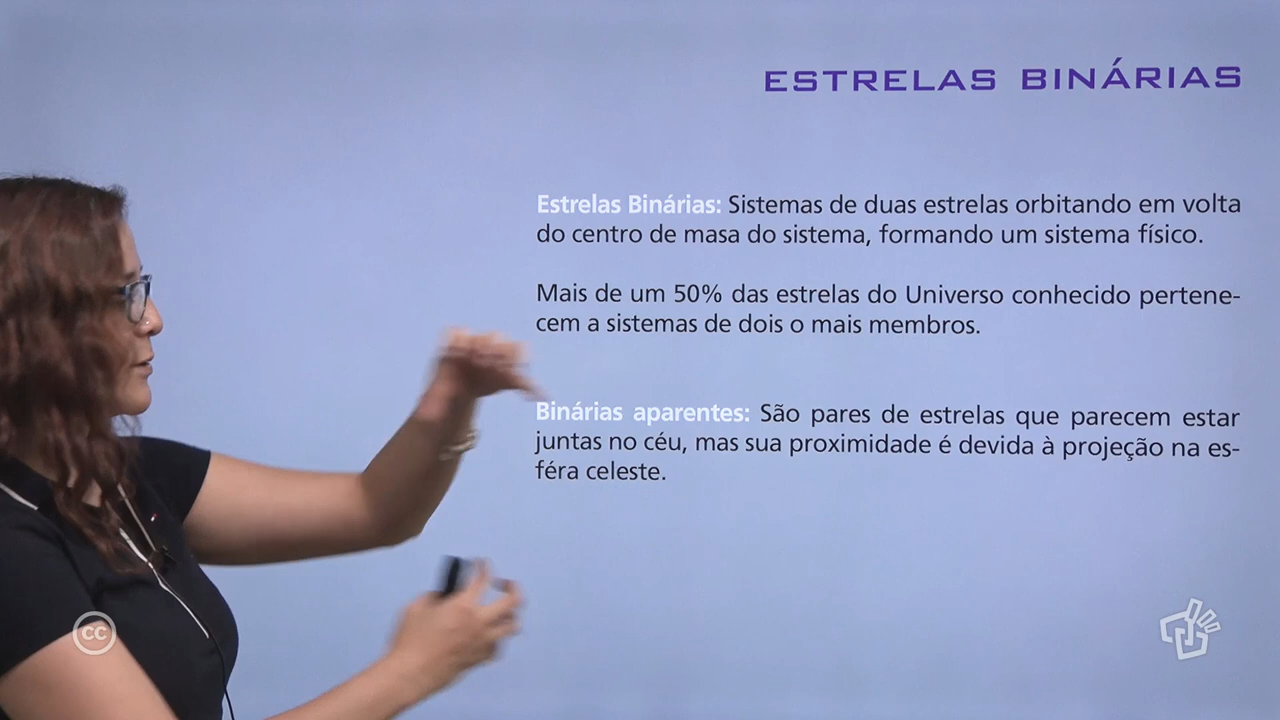 ESTRELAS BINÁRIAS
Estrelas Binárias: Sistemas de duas estrelas orbitando em volta
do centro de masa do sistema, formando um sistema físico.
Mais de um 50% das estrelas do Universo conhecido pertene-
cem a sistemas de dois o mais membros.
Binárias aparentes: São pares de estrelas que parecem estar
juntas no céu, mas sua proximidade é devida à projeção na es-
féra celeste.
cc